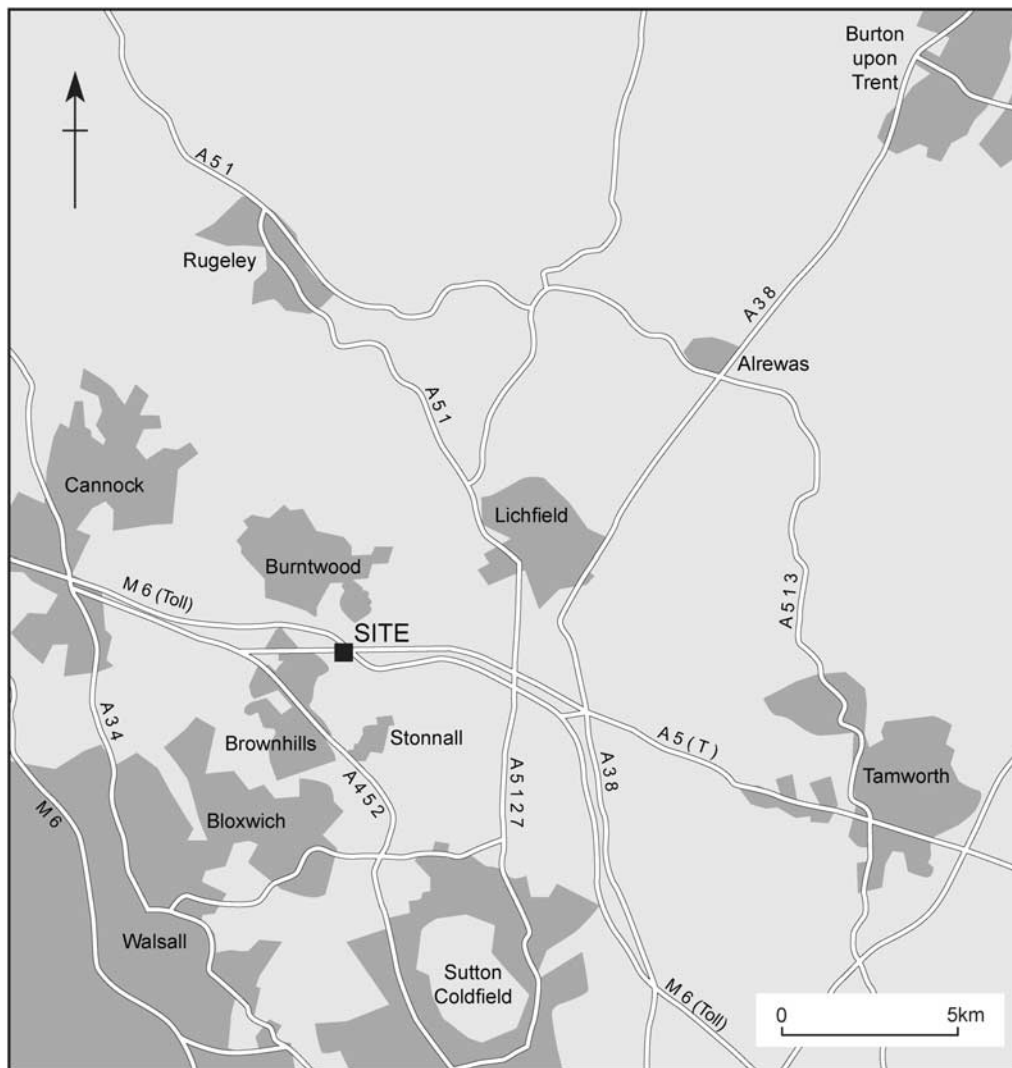 Burton
upon
Trent
A51
Rugeley
A38
Alrewas
A51
Cannock
Lichfield
Burntwood
M6 (Toll)
A513
SITE
A34
Brownhills
Stonnall
A5(T)
A38
Tamworth
A452
A5127
M6
Bloxwich
Walsall
Sutton
Coldfield
M6 (Toll)
0 5km